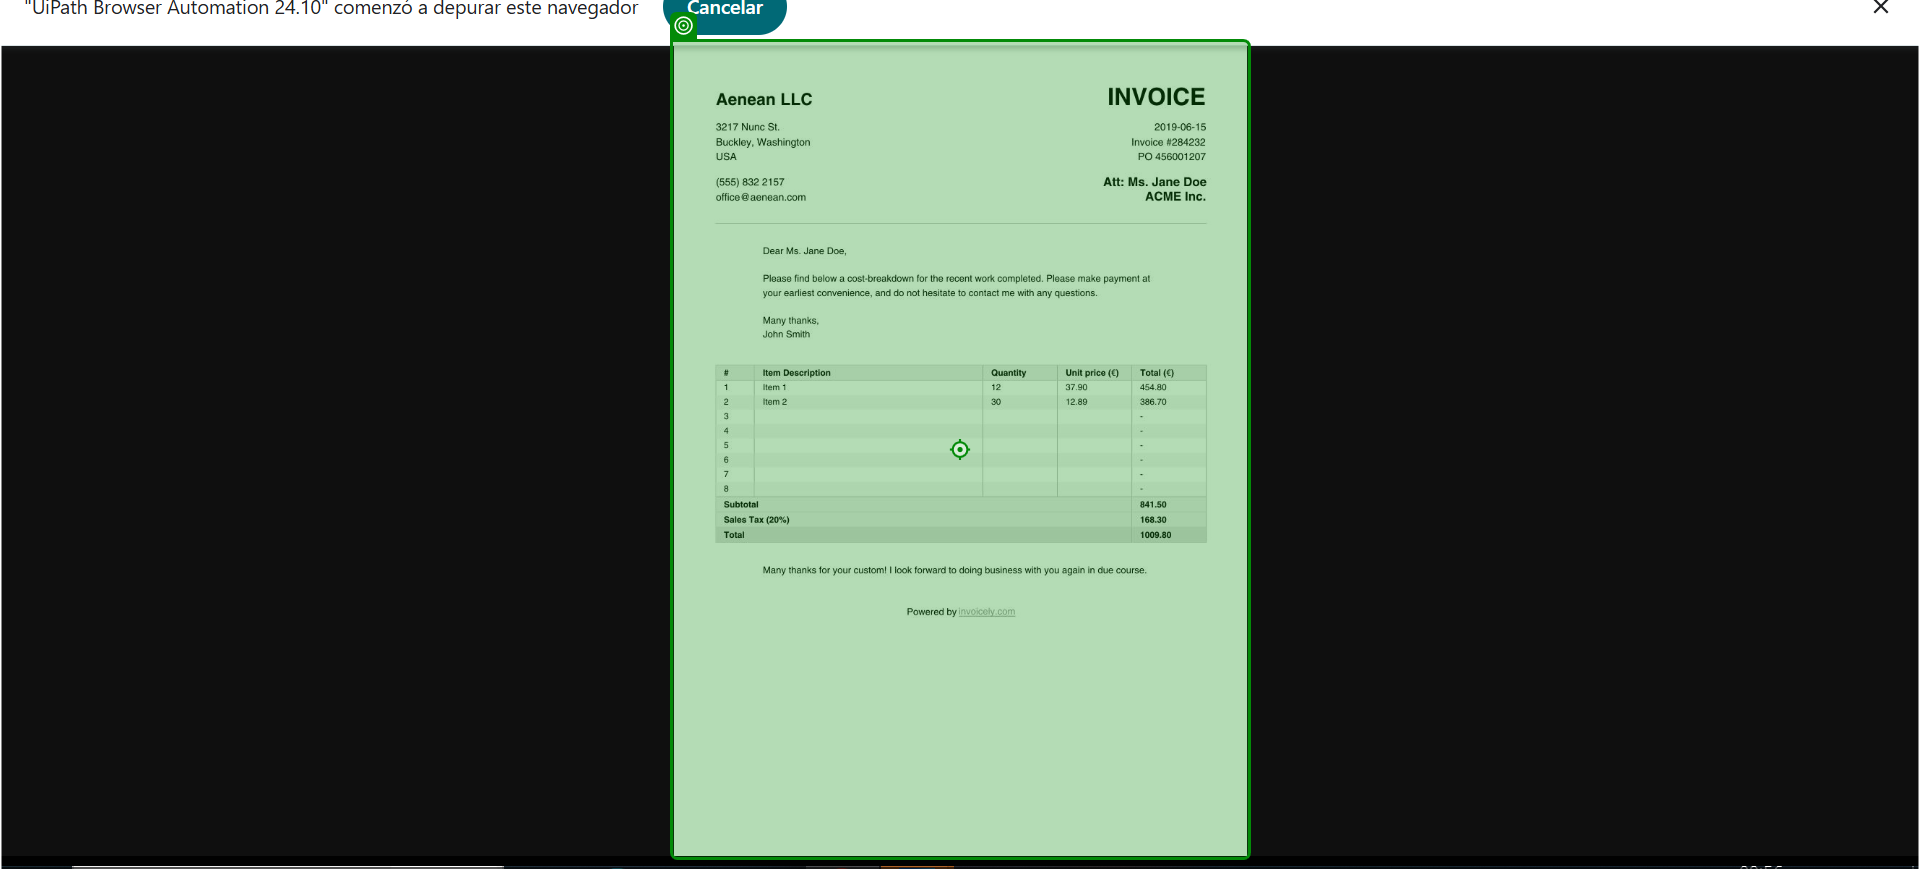 "UiPath Browser Automation 24.10" comenzó a depurar este navegador Cancelar
Aenean LLC
3217 Nunc St.
Buckley, Washington
USA
(555) 832 2157
office@aenean.com
INVOICE
2019-06-15
Invoice #284232
PO 456001207
Att: Ms. Jane Doe
ACME Inc.
Dear Ms. Jane Doe,
Please find below a cost-breakdown for the recent work completed. Please make payment at
your earliest convenience, and do not hesitate to contact me with any questions.
Many thanks,
John Smith
# Item Description Quantity Unit price (€) Total (€)
1 Item 1 12 37.90 454.80
2 Item 2 30 12.89 386.70
3 -
4 -
5 -
6 -
7 -
8 -
Subtotal 841.50
Sales Tax (20%) 168.30
Total 1009.80
Many thanks for your custom! I look forward to doing business with you again in due course.
Powered by invoicely.com